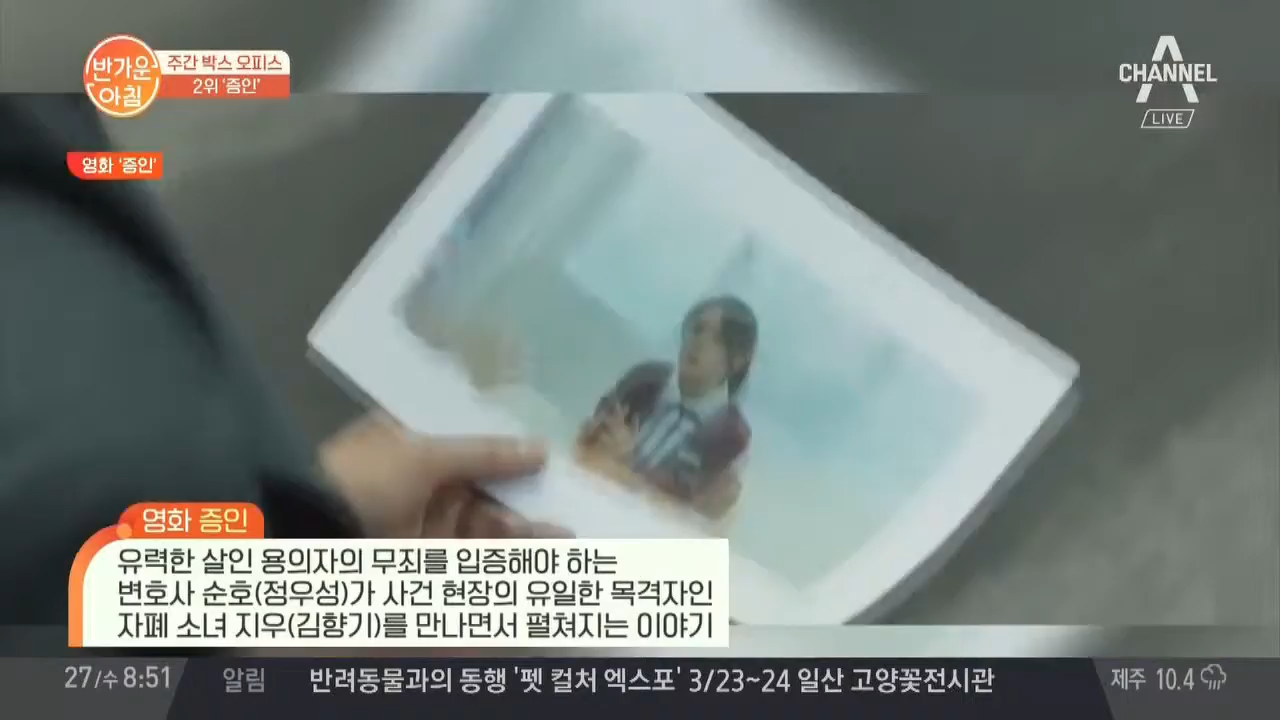 반가운
아침
주간 박스 오피스
2위 '증인'
CHANNEL
A
LIVE
영화 '증인'
영화 증인
유력한 살인 용의자의 무죄를 입증해야 하는
변호사 순호(정우성)가 사건 현장의 유일한 목격자인
자폐 소녀 지우(김향기)를 만나면서 펼쳐지는 이야기
27/수 8:51
알림
반려동물과의 동행 '펫 컬처 엑스포' 3/23~24 일산 고양꽃전시관
제주 10.4